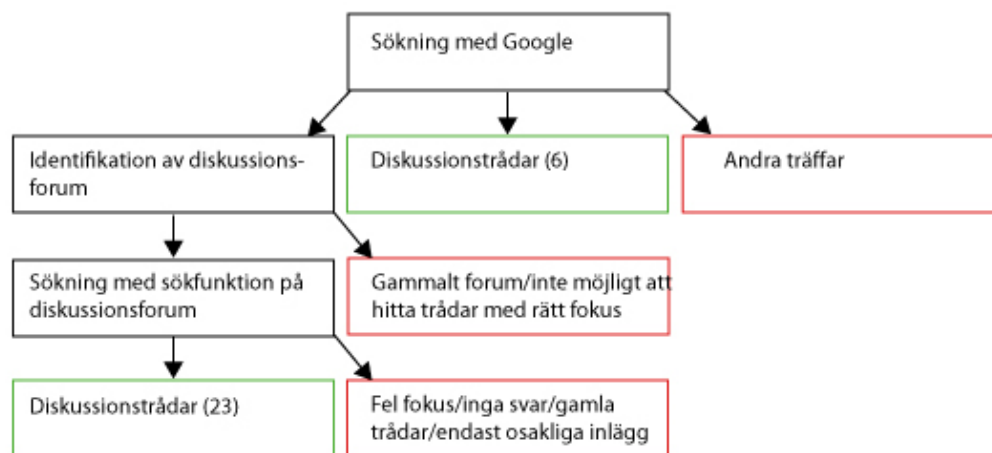 Sökning med Google
Identifikation av diskussions-
forum
Diskussionstrådar (6)
Andra träffar
Sökning med sökfunktion på
diskussionsforum
Gammalt forum/inte möjligt att
hitta trådar med rätt fokus
Diskussionstrådar (23)
Fel fokus/inga svar/gamla
trådar/endast osakliga inlägg